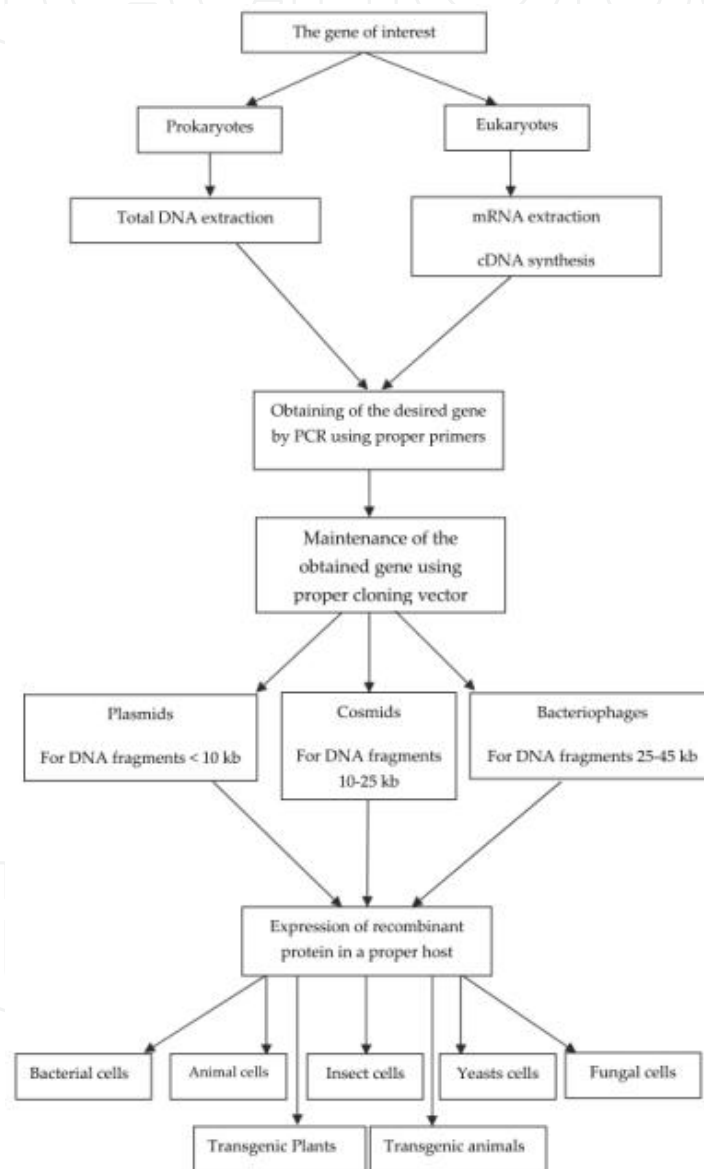 The gene of interest
Prokaryotes
Eukaryotes
Total DNA extraction
mRNA extraction
cDNA synthesis
Obtaining of the desired gene
by PCR using proper primers
Maintenance of the
obtained gene using
proper cloning vector
Plasmids
For DNA fragments < 10 kb
Cosmids
For DNA fragments
10-25 kb
Bacteriophages
For DNA fragments 25-45 kb
Expression of recombinant
protein in a proper host
Bacterial cells
Animal cells
Insect cells
Yeasts cells
Fungal cells
Transgenic Plants
Transgenic animals